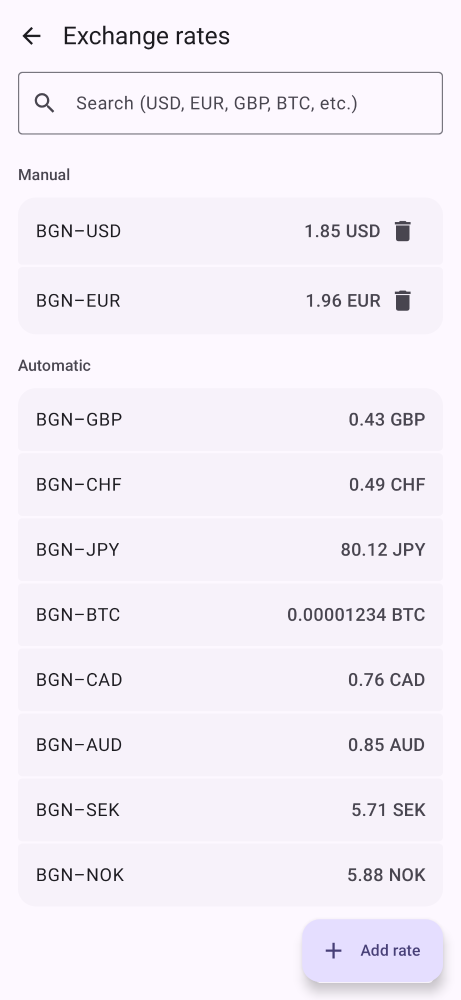 Exchange rates
Search (USD, EUR, GBP, BTC, etc.)
Manual
BGN–USD 1.85 USD
BGN–EUR 1.96 EUR
Automatic
BGN–GBP 0.43 GBP
BGN–CHF 0.49 CHF
BGN–JPY 80.12 JPY
BGN–BTC 0.00001234 BTC
BGN–CAD 0.76 CAD
BGN–AUD 0.85 AUD
BGN–SEK 5.71 SEK
BGN–NOK 5.88 NOK
Add rate